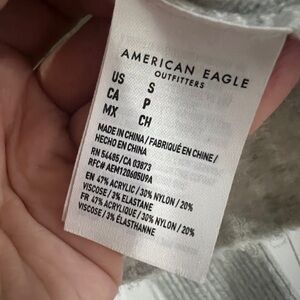 AMERICAN EAGLE
OUTFITTERS
US S
CA P
MX CH
MADE IN CHINA / FABRIQUÉ EN CHINE /
HECHO EN CHINA
RN 54485/CA 03873
RFC# AEM120605U9A
EN 47% ACRYLIC / 30% NYLON / 20%
VISCOSE / 3% ELASTANE
FR 47% ACRYLIQUE / 30% NYLON / 20%
VISCOSE / 3% ÉLASTHANNE